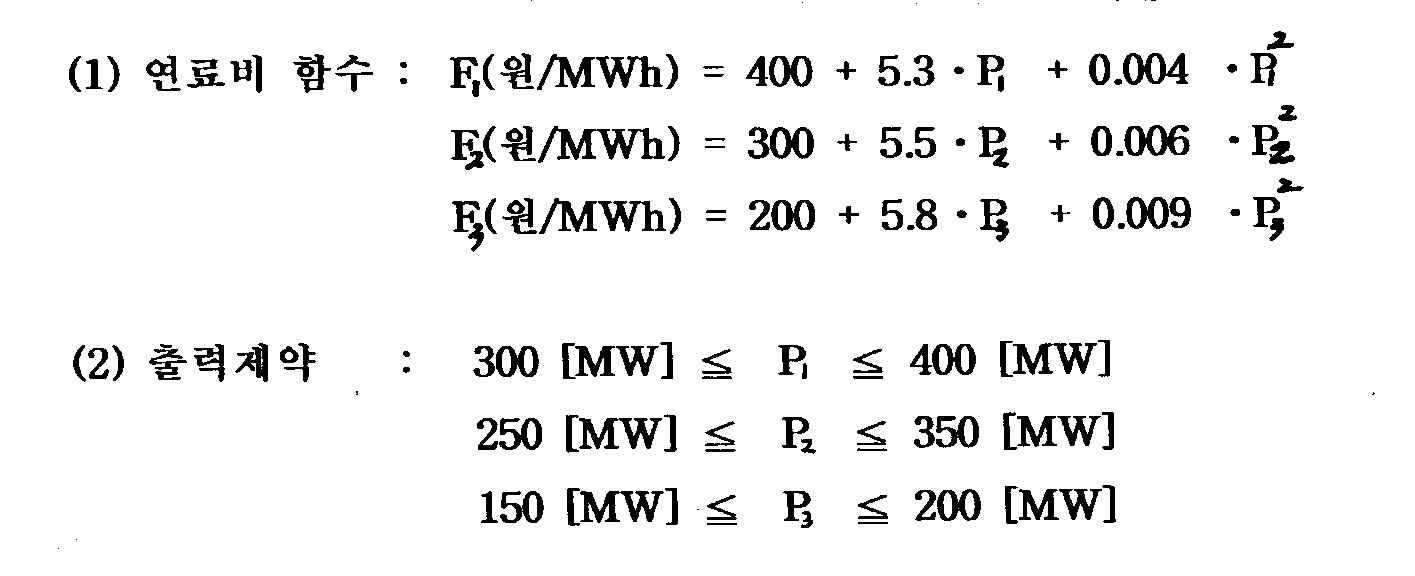 (1) 연료비 함수 : F₁(원/MWh) = 400 + 5.3 · P₁ + 0.004 · P₁²
F₂(원/MWh) = 300 + 5.5 · P₂ + 0.006 · P₂²
F₃(원/MWh) = 200 + 5.8 · P₃ + 0.009 · P₃²
(2) 출력제약 : 300 [MW] ≦ P₁ ≦ 400 [MW]
250 [MW] ≦ P₂ ≦ 350 [MW]
150 [MW] ≦ P₃ ≦ 200 [MW]